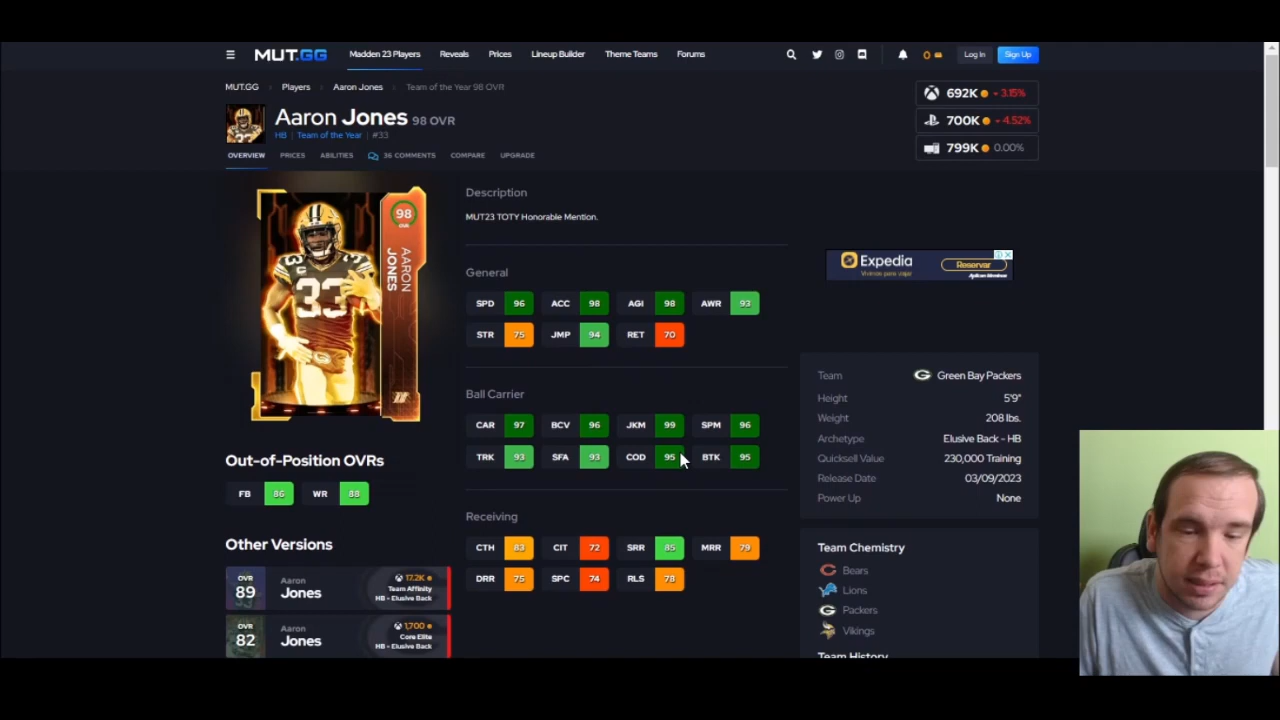 MUT.GG
Madden 23 Players
Reveals
Prices
Lineup Builder
Theme Teams
Forums
Log In
Sign Up
MUT.GG
Players
Aaron Jones
Team of the Year 98 OVR
Aaron Jones 98 OVR
HB | Team of the Year | #33
692K 3.15%
700K 4.52%
799K 0.00%
OVERVIEW
PRICES
ABILITIES
36 COMMENTS
COMPARE
UPGRADE
98
OVR
AARON
JONES
33
Description
MUT23 TOTY Honorable Mention.
General
SPD 96 ACC 98 AGI 98 AWR 93
STR 75 JMP 94 RET 70
Ball Carrier
CAR 97 BCV 96 JKM 99 SPM 96
TRK 93 SFA 93 COD 95 BTK 95
Receiving
CTH 83 CIT 72 SRR 85 MRR 79
DRR 75 SPC 74 RLS 78
Out-of-Position OVRs
FB 86 WR 88
Other Versions
OVR
89
Aaron
Jones
17.2K
Team Affinity
HB - Elusive Back
OVR
82
Aaron
Jones
1,700
Core Elite
HB - Elusive Back
Expedia
Reservar
Team Green Bay Packers
Height 5'9"
Weight 208 lbs.
Archetype Elusive Back - HB
Quicksell Value 230,000 Training
Release Date 03/09/2023
Power Up None
Team Chemistry
Bears
Lions
Packers
Vikings
Team History